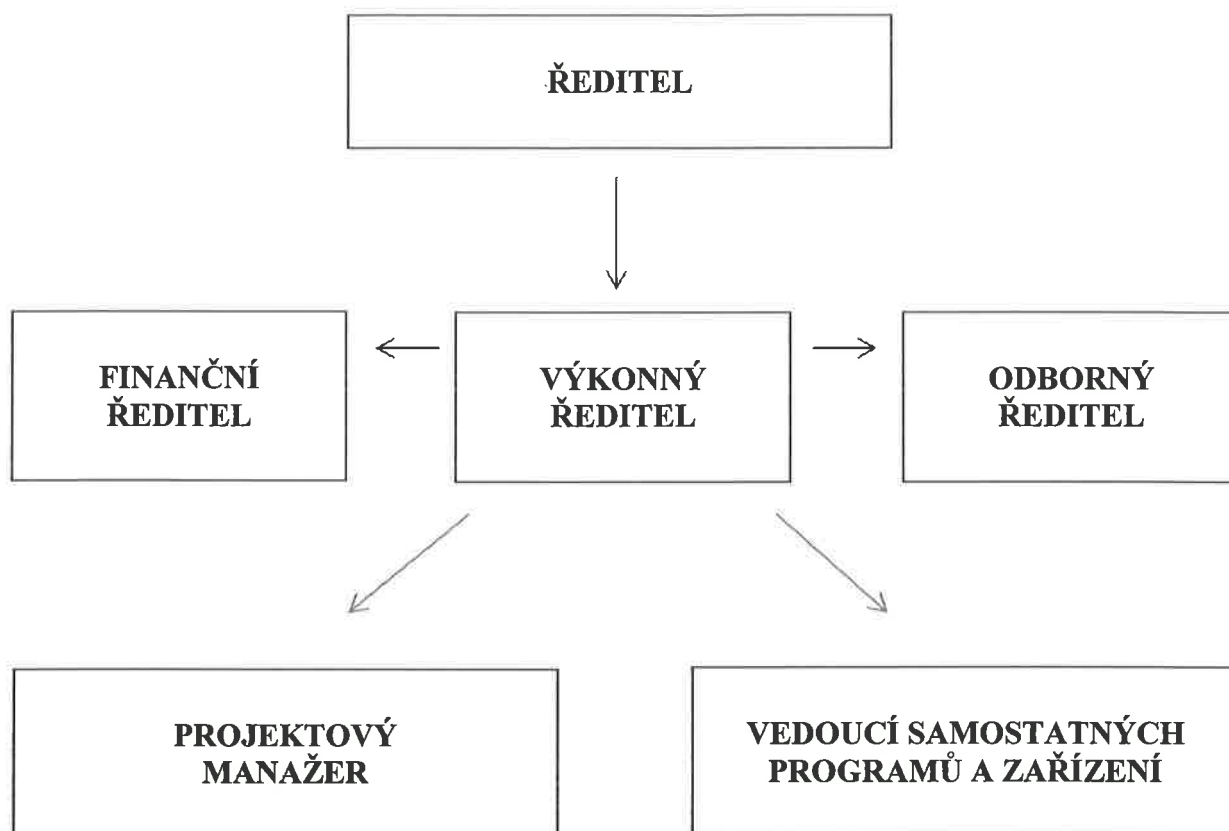 ŘEDITEL
FINANČNÍ
ŘEDITEL
VÝKONNÝ
ŘEDITEL
ODBORNÝ
ŘEDITEL
PROJEKTOVÝ
MANAŽER
VEDOUCÍ SAMOSTATNÝCH
PROGRAMŮ A ZAŘÍZENÍ